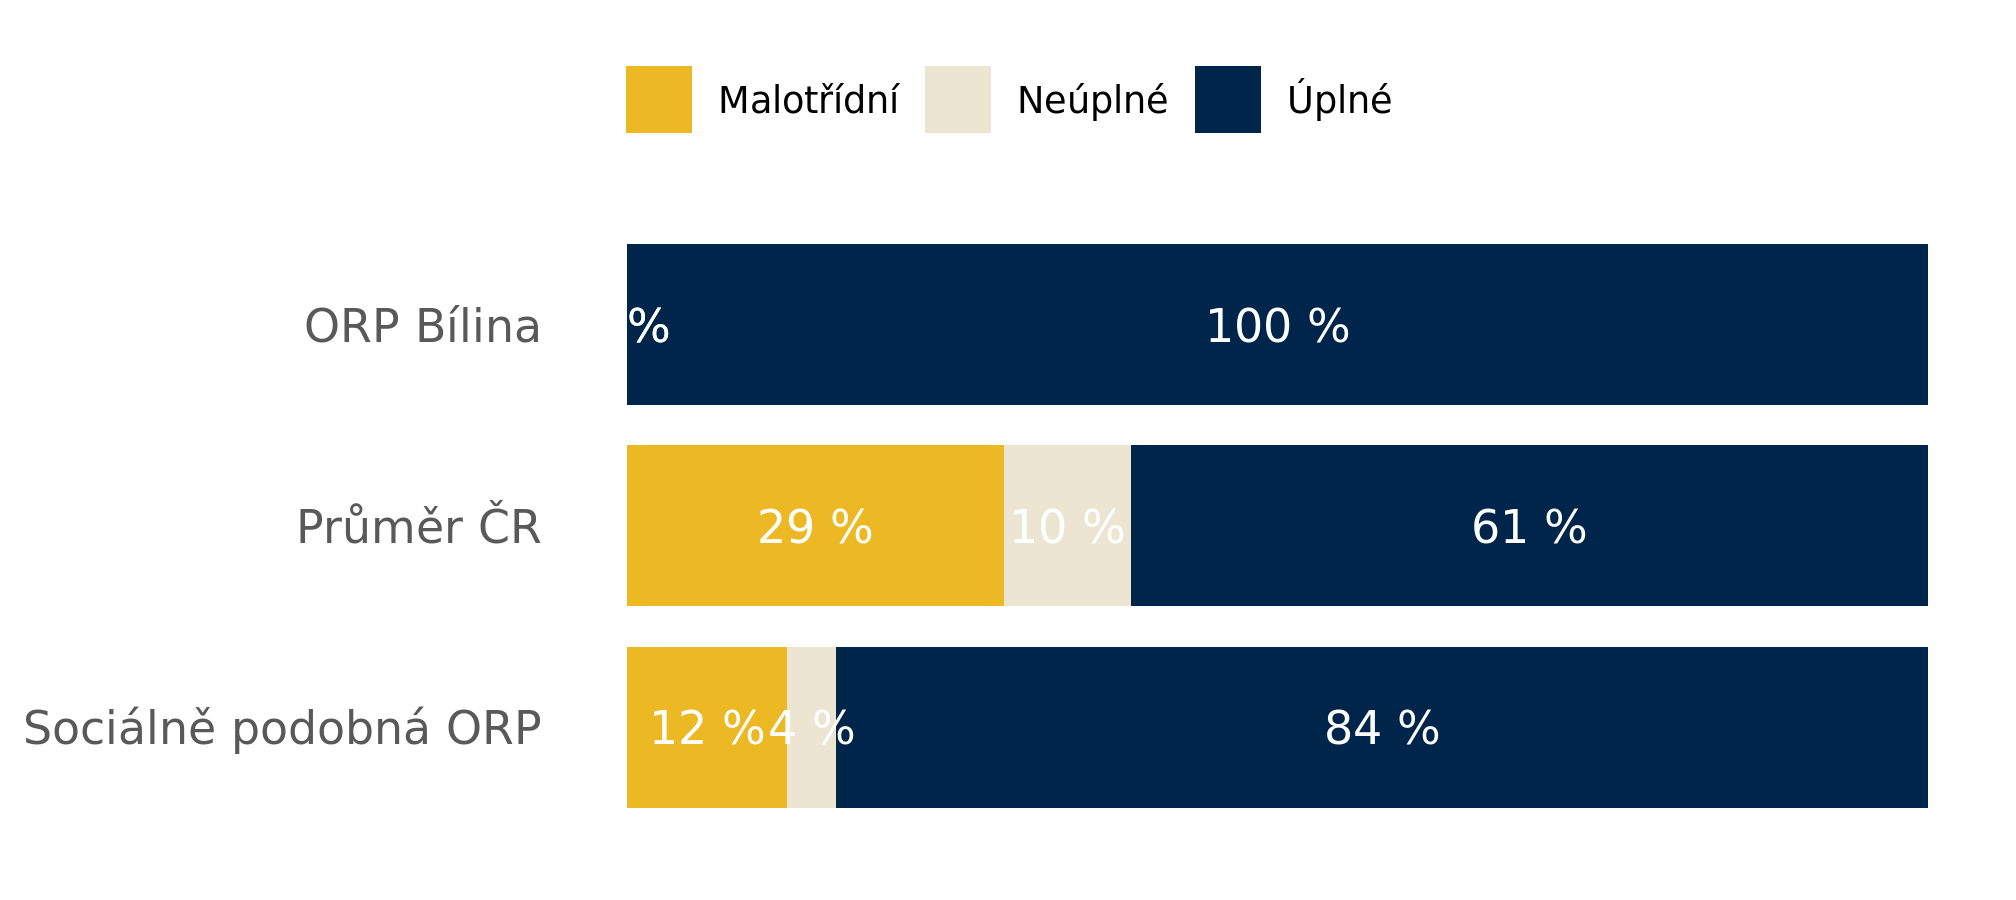 Malotřídní Neúplné Úplné
ORP Bílina % 100 %
Průměr ČR 29 % 10 % 61 %
Sociálně podobná ORP 12 % 4 % 84 %